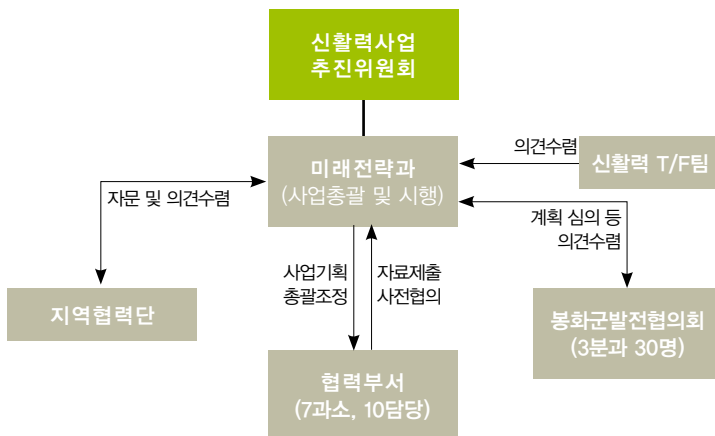 신활력사업
추진위원회
미래전략과
(사업총괄 및 시행)
의견수렴
신활력 T/F팀
자문 및 의견수렴
계획 심의 등
의견수렴
사업기획
총괄조정
자료제출
사전협의
지역협력단
봉화군발전협의회
(3분과 30명)
협력부서
(7과소, 10담당)